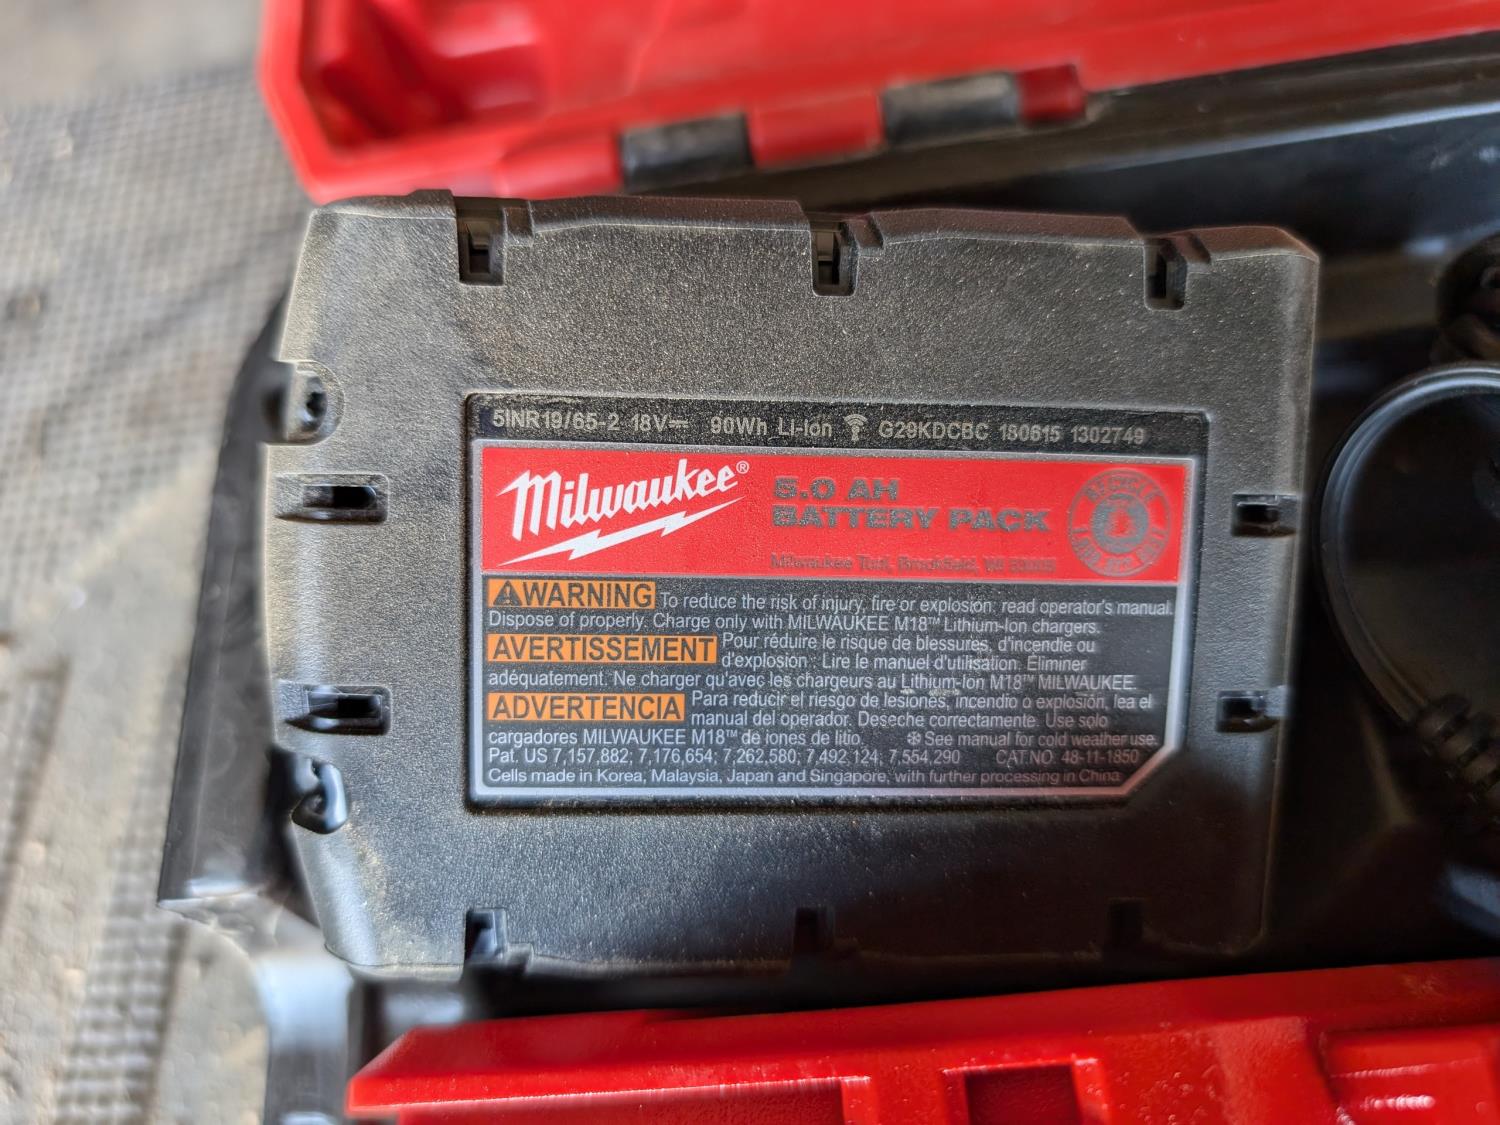 5INR19/65-2 18V⎓ 90Wh Li-Ion G29KDCBC 180615 1302749
Milwaukee®
5.0 AH
BATTERY PACK
Milwaukee Tool, Brookfield, WI 53005
RECYCLE
⚠WARNING To reduce the risk of injury, fire or explosion: read operator's manual.
Dispose of properly. Charge only with MILWAUKEE M18™ Lithium-Ion chargers.
AVERTISSEMENT Pour réduire le risque de blessures, d'incendie ou
d'explosion : Lire le manuel d'utilisation. Éliminer
adéquatement. Ne charger qu'avec les chargeurs au Lithium-Ion M18™ MILWAUKEE.
ADVERTENCIA Para reducir el riesgo de lesiones, incendio o explosión, lea el
manual del operador. Deseche correctamente. Use solo
cargadores MILWAUKEE M18™ de iones de litio. ❄See manual for cold weather use.
Pat. US 7,157,882; 7,176,654; 7,262,580; 7,492,124; 7,554,290 CAT.NO. 48-11-1850
Cells made in Korea, Malaysia, Japan and Singapore, with further processing in China